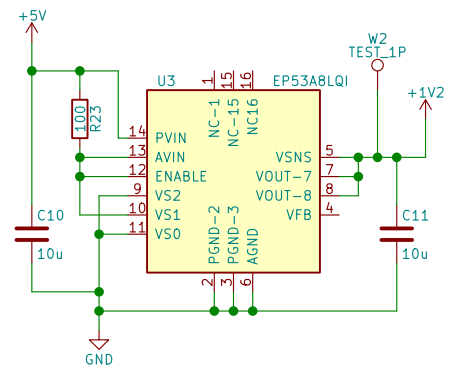 +5V
W2
TEST_1P
U3
EP53A8LQI
+1V2
1
15
16
NC-1
NC-15
NC16
100
R23
14 PVIN
13 AVIN
12 ENABLE
9 VS2
10 VS1
11 VS0
VSNS 5
VOUT-7 7
VOUT-8 8
VFB 4
PGND-2
PGND-3
AGND
2
3
6
C10
10u
C11
10u
GND